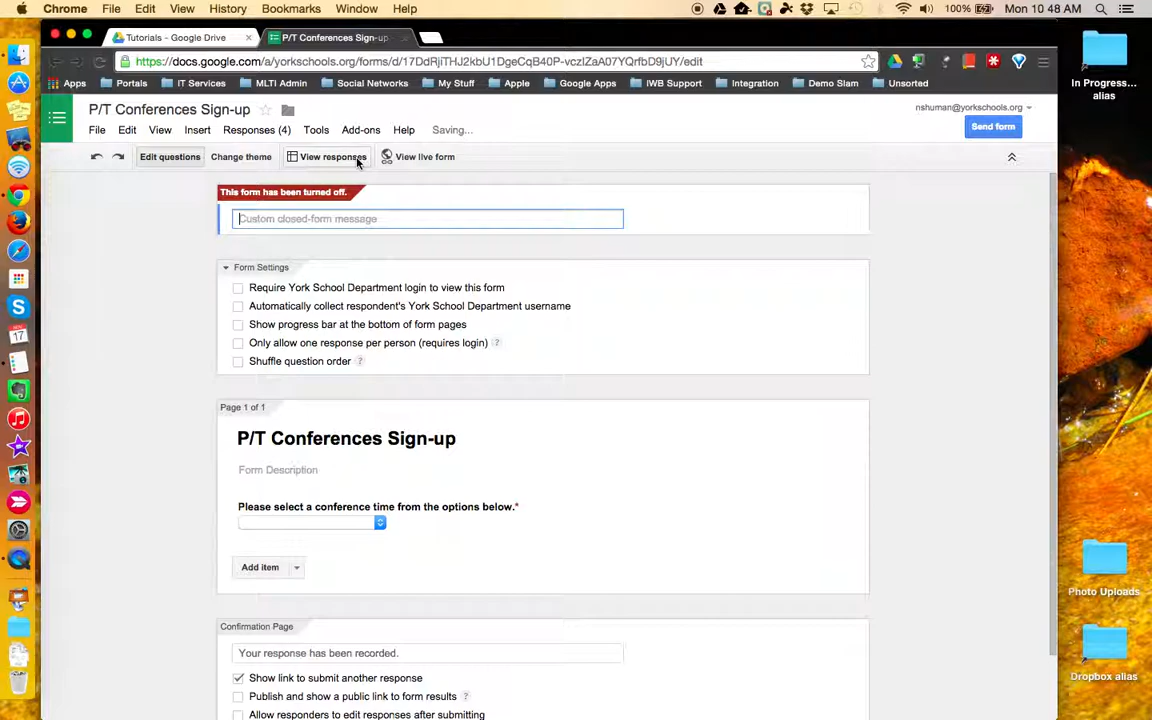 Chrome File Edit View History Bookmarks Window Help 100% Mon 10:48 AM
Tutorials - Google Drive × P/T Conferences Sign-up
https://docs.google.com/a/yorkschools.org/forms/d/17DdRjiTHJ2kbU1DgeCqB40P-vczIZaA07YQrfbD9jUY/edit
Apps Portals IT Services MLTI Admin Social Networks My Stuff Apple Google Apps IWB Support Integration Demo Slam Unsorted
In Progress...
alias
P/T Conferences Sign-up
nshuman@yorkschools.org
File Edit View Insert Responses (4) Tools Add-ons Help Saving...
Send form
Edit questions Change theme View responses View live form
This form has been turned off.
Custom closed-form message
Form Settings
Require York School Department login to view this form
Automatically collect respondent's York School Department username
Show progress bar at the bottom of form pages
Only allow one response per person (requires login) ?
Shuffle question order ?
Page 1 of 1
P/T Conferences Sign-up
Form Description
Please select a conference time from the options below.*
Add item
Photo Uploads
Confirmation Page
Your response has been recorded.
Show link to submit another response
Publish and show a public link to form results ?
Allow responders to edit responses after submitting
Dropbox alias
17